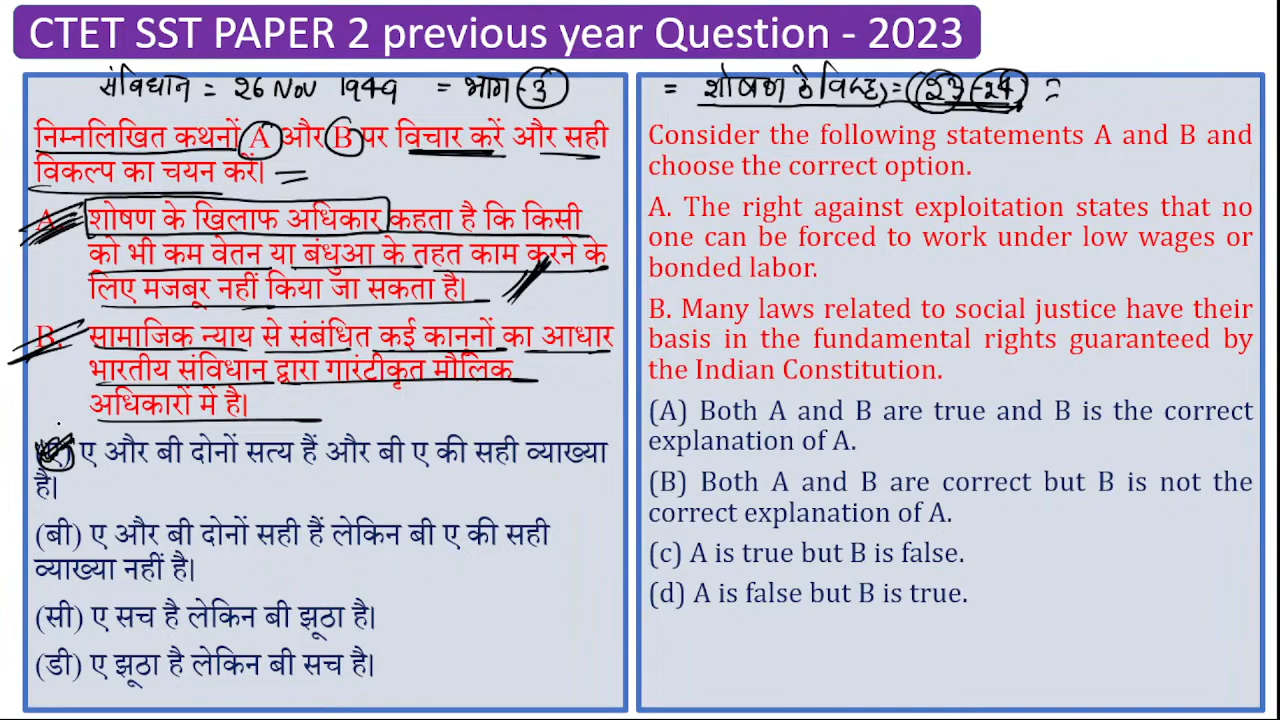 CTET SST PAPER 2 previous year Question - 2023
संविधान = 26 Nov 1949 = भाग - 3
निम्नलिखित कथनों A और B पर विचार करें और सही
विकल्प का चयन करें।
A. शोषण के खिलाफ अधिकार कहता है कि किसी
को भी कम वेतन या बंधुआ के तहत काम करने के
लिए मजबूर नहीं किया जा सकता है।
B. सामाजिक न्याय से संबंधित कई कानूनों का आधार
भारतीय संविधान द्वारा गारंटीकृत मौलिक
अधिकारों में है।
ए और बी दोनों सत्य हैं और बी ए की सही व्याख्या
है।
(बी) ए और बी दोनों सही हैं लेकिन बी ए की सही
व्याख्या नहीं है।
(सी) ए सच है लेकिन बी झूठा है।
(डी) ए झूठा है लेकिन बी सच है।
= शोषण के विरुद्ध = (23 - 24) =
Consider the following statements A and B and
choose the correct option.
A. The right against exploitation states that no
one can be forced to work under low wages or
bonded labor.
B. Many laws related to social justice have their
basis in the fundamental rights guaranteed by
the Indian Constitution.
(A) Both A and B are true and B is the correct
explanation of A.
(B) Both A and B are correct but B is not the
correct explanation of A.
(c) A is true but B is false.
(d) A is false but B is true.